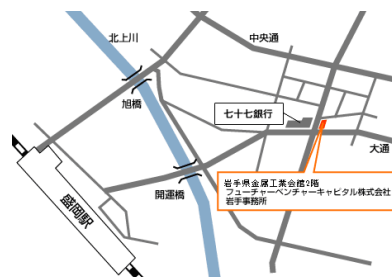 北上川
中央通
旭橋
七十七銀行
大通
開運橋
盛岡駅
岩手県金属工業会館2階
フューチャーベンチャーキャピタル株式会社
岩手事務所